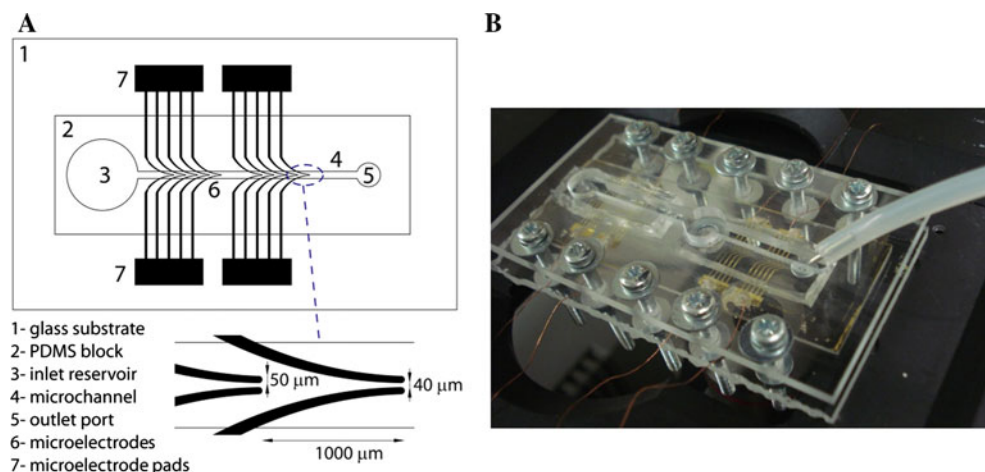 A
B
1
7
2
3
4
5
6
7
1- glass substrate
2- PDMS block
3- inlet reservoir
4- microchannel
5- outlet port
6- microelectrodes
7- microelectrode pads
50 μm
40 μm
1000 μm